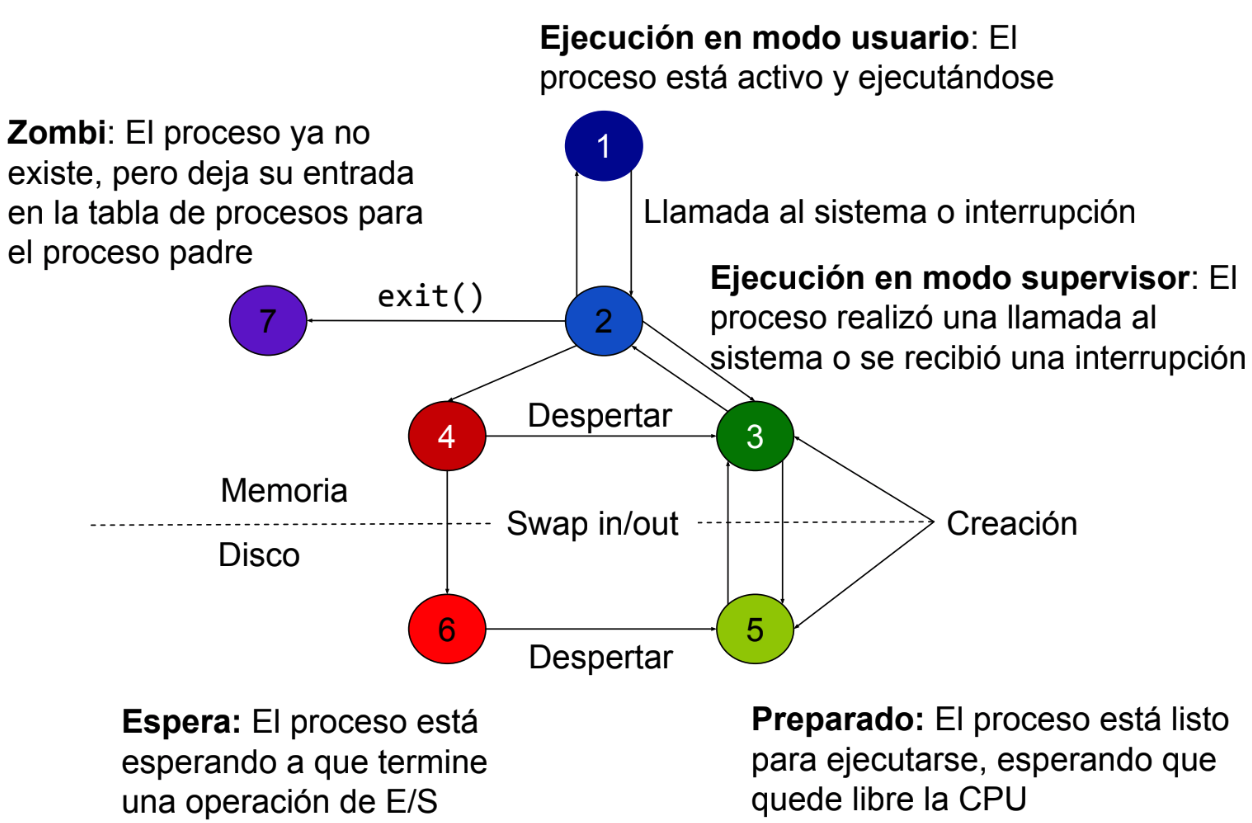 Ejecución en modo usuario: El
proceso está activo y ejecutándose
Zombi: El proceso ya no
existe, pero deja su entrada
en la tabla de procesos para
el proceso padre
1
Llamada al sistema o interrupción
Ejecución en modo supervisor: El
proceso realizó una llamada al
sistema o se recibió una interrupción
exit()
7
2
4
Despertar
3
Memoria
Swap in/out
Creación
Disco
6
Despertar
5
Espera: El proceso está
esperando a que termine
una operación de E/S
Preparado: El proceso está listo
para ejecutarse, esperando que
quede libre la CPU